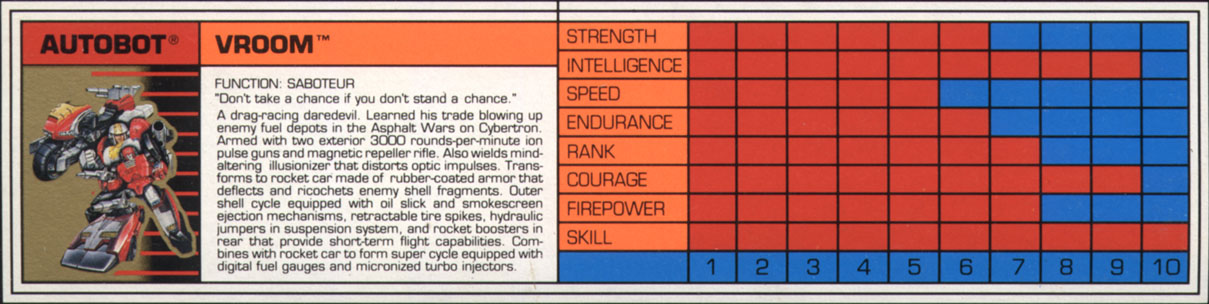 AUTOBOT®
VROOM™
FUNCTION: SABOTEUR
"Don't take a chance if you don't stand a chance."
A drag-racing daredevil. Learned his trade blowing up
enemy fuel depots in the Asphalt Wars on Cybertron.
Armed with two exterior 3000 rounds-per-minute ion
pulse guns and magnetic repeller rifle. Also wields mind-
altering illusionizer that distorts optic impulses. Trans-
forms to rocket car made of rubber-coated armor that
deflects and ricochets enemy shell fragments. Outer
shell cycle equipped with oil slick and smokescreen
ejection mechanisms, retractable tire spikes, hydraulic
jumpers in suspension system, and rocket boosters in
rear that provide short-term flight capabilities. Com-
bines with rocket car to form super cycle equipped with
digital fuel gauges and micronized turbo injectors.
STRENGTH
INTELLIGENCE
SPEED
ENDURANCE
RANK
COURAGE
FIREPOWER
SKILL
1 2 3 4 5 6 7 8 9 10